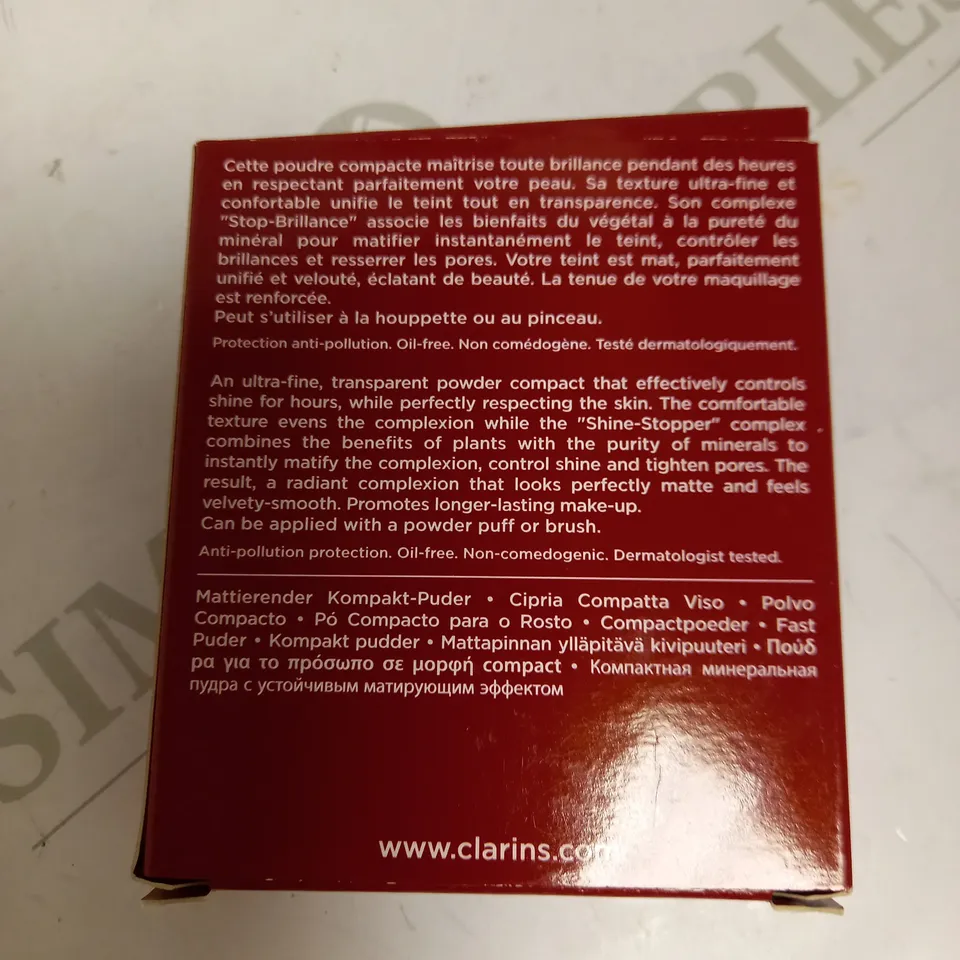 Cette poudre compacte maîtrise toute brillance pendant des heures
en respectant parfaitement votre peau. Sa texture ultra-fine et
confortable unifie le teint tout en transparence. Son complexe
"Stop-Brillance" associe les bienfaits du végétal à la pureté du
minéral pour matifier instantanément le teint, contrôler les
brillances et resserrer les pores. Votre teint est mat, parfaitement
unifié et velouté, éclatant de beauté. La tenue de votre maquillage
est renforcée.
Peut s'utiliser à la houppette ou au pinceau.
Protection anti-pollution. Oil-free. Non comédogène. Testé dermatologiquement.
An ultra-fine, transparent powder compact that effectively controls
shine for hours, while perfectly respecting the skin. The comfortable
texture evens the complexion while the "Shine-Stopper" complex
combines the benefits of plants with the purity of minerals to
instantly matify the complexion, control shine and tighten pores. The
result, a radiant complexion that looks perfectly matte and feels
velvety-smooth. Promotes longer-lasting make-up.
Can be applied with a powder puff or brush.
Anti-pollution protection. Oil-free. Non-comedogenic. Dermatologist tested.
Mattierender Kompakt-Puder • Cipria Compatta Viso • Polvo
Compacto • Pó Compacto para o Rosto • Compactpoeder • Fast
Puder • Kompakt pudder • Mattapinnan ylläpitävä kivipuuteri • Πούδ
ρα για το πρόσωπο σε μορφή compact • Компактная минеральная
пудра с устойчивым матирующим эффектом
www.clarins.com